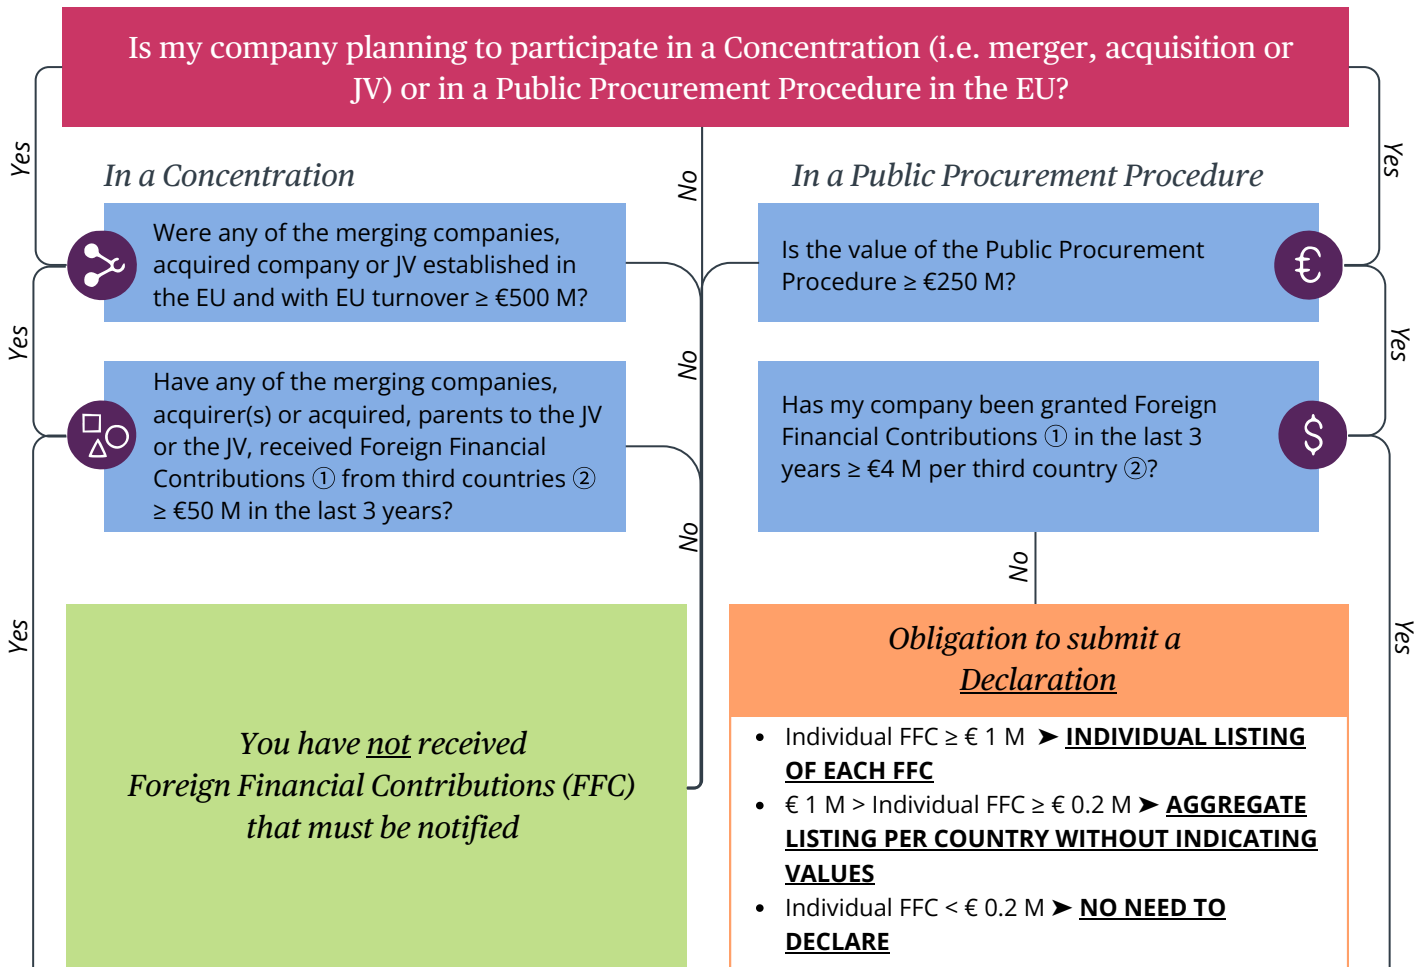 Is my company planning to participate in a Concentration (i.e. merger, acquisition or
JV) or in a Public Procurement Procedure in the EU?
Yes
No
Yes
In a Concentration
In a Public Procurement Procedure
Were any of the merging companies,
acquired company or JV established in
the EU and with EU turnover ≥ €500 M?
Is the value of the Public Procurement
Procedure ≥ €250 M?
€
Yes
No
Yes
Have any of the merging companies,
acquirer(s) or acquired, parents to the JV
or the JV, received Foreign Financial
Contributions ① from third countries ②
≥ €50 M in the last 3 years?
Has my company been granted Foreign
Financial Contributions ① in the last 3
years ≥ €4 M per third country ②?
$
No
No
Yes
Yes
You have not received
Foreign Financial Contributions (FFC)
that must be notified
Obligation to submit a
Declaration
• Individual FFC ≥ € 1 M ➤ INDIVIDUAL LISTING
OF EACH FFC
• € 1 M > Individual FFC ≥ € 0.2 M ➤ AGGREGATE
LISTING PER COUNTRY WITHOUT INDICATING
VALUES
• Individual FFC < € 0.2 M ➤ NO NEED TO
DECLARE